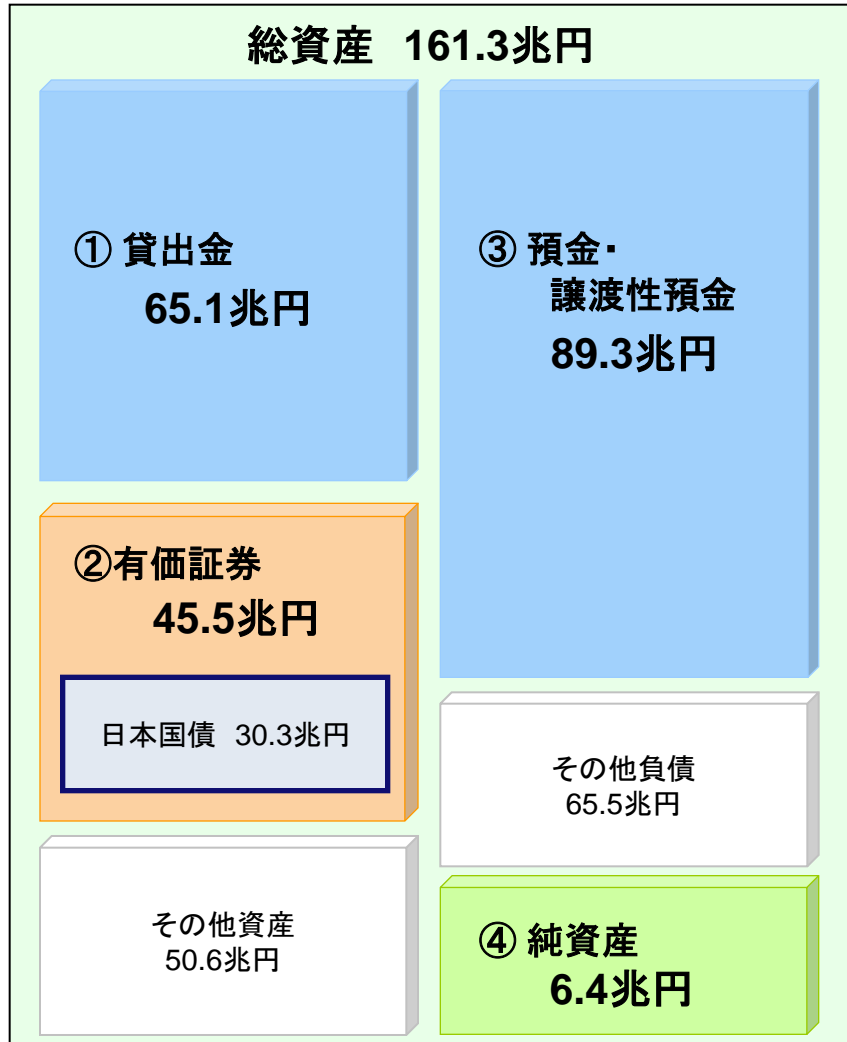 総資産 161.3兆円
① 貸出金
65.1兆円
②有価証券
45.5兆円
日本国債 30.3兆円
その他資産
50.6兆円
③ 預金・
譲渡性預金
89.3兆円
その他負債
65.5兆円
④ 純資産
6.4兆円